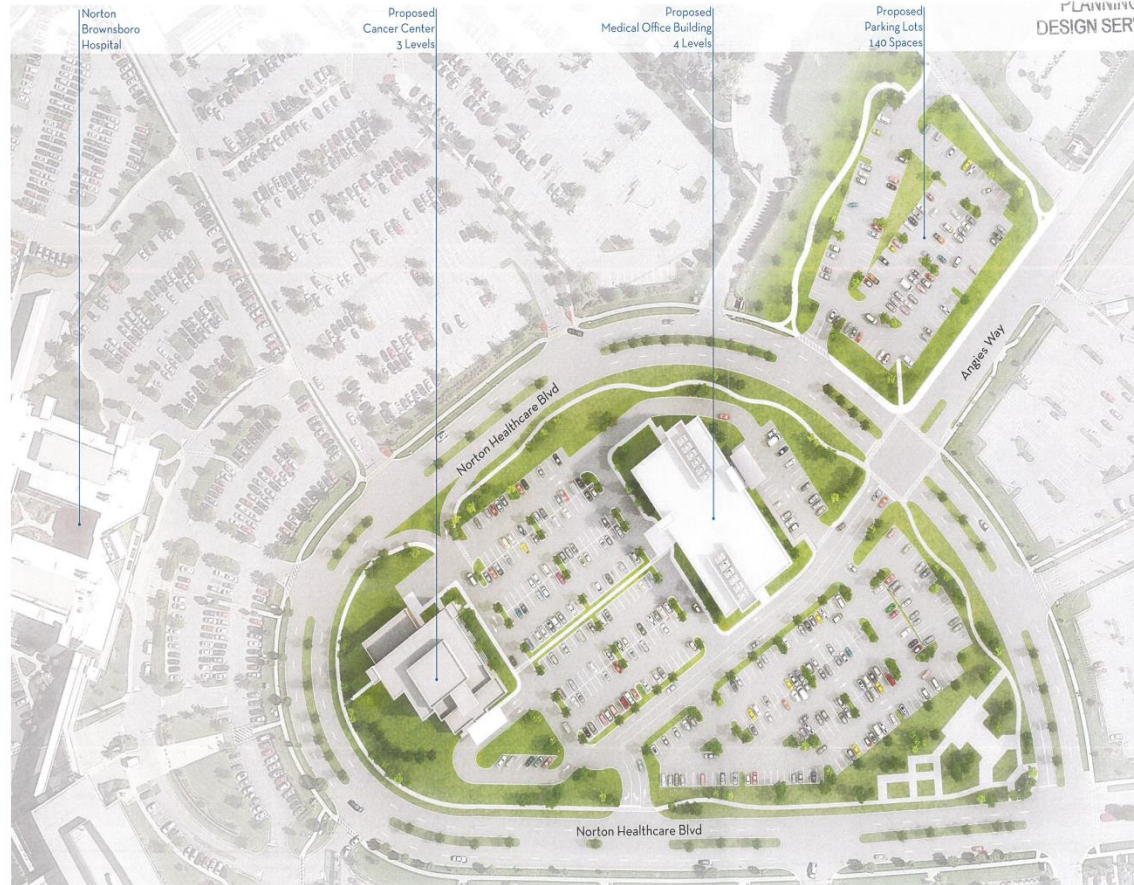 Norton
Brownsboro
Hospital
Proposed
Cancer Center
3 Levels
Proposed
Medical Office Building
4 Levels
Proposed
Parking Lots
140 Spaces
PLANNING
DESIGN SER
Norton Healthcare Blvd
Angies Way
Norton Healthcare Blvd